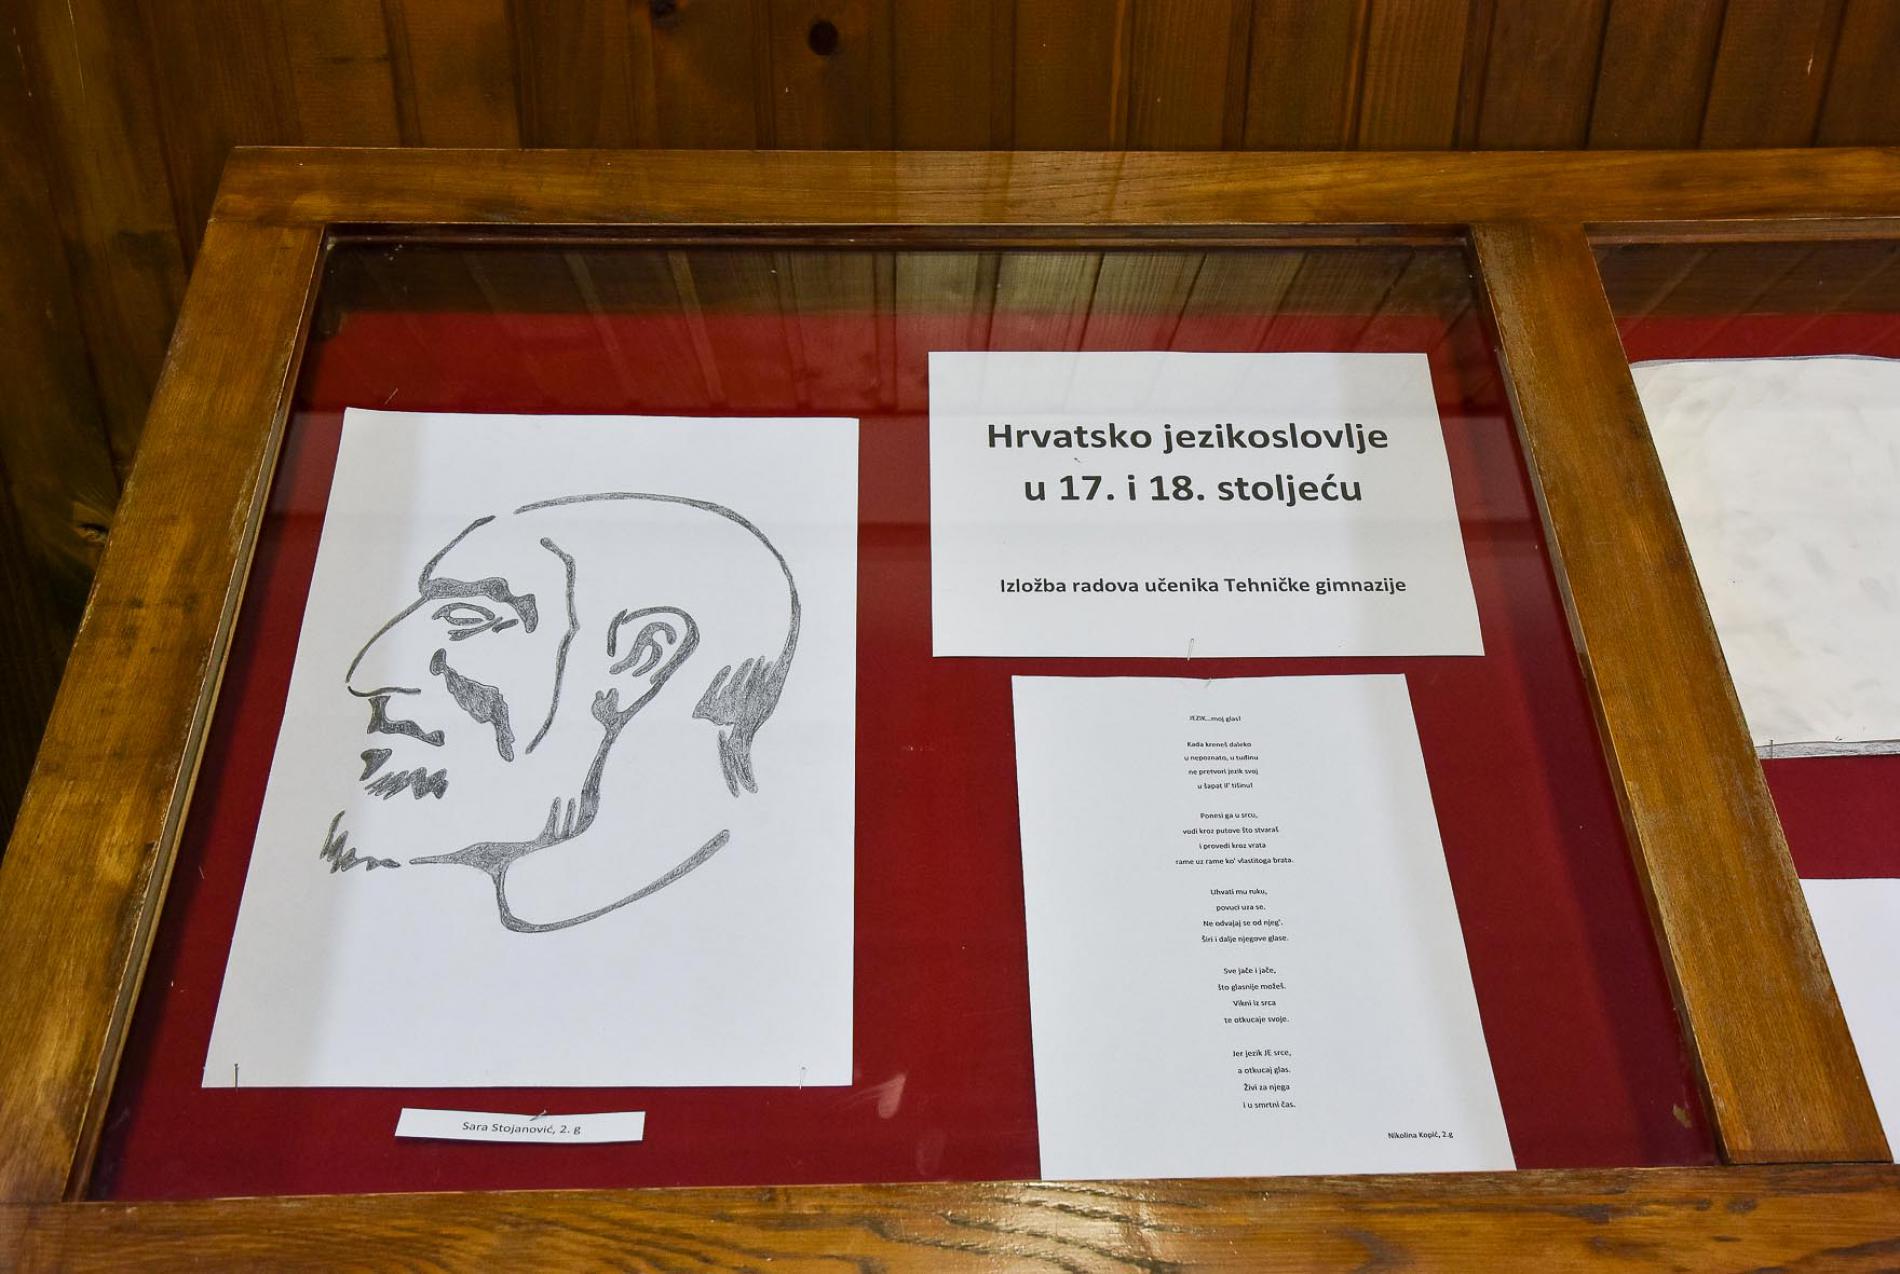 Hrvatsko jezikoslovlje
u 17. i 18. stoljeću
Izložba radova učenika Tehničke gimnazije
JEZIK...moj glas!
Kada kreneš daleko
u nepoznato, u tuđinu
ne pretvori jezik svoj
u šapat il' tišinu!
Ponesi ga u srcu,
vodi kroz putove što stvaraš
i provedi kroz vrata
rame uz rame ko' vlastitoga brata.
Uhvati mu ruku,
povuci uza se.
Ne odvajaj se od njeg'.
Širi i dalje njegove glase.
Sve jače i jače,
što glasnije možeš.
Vikni iz srca
te otkucaje svoje.
Jer jezik JE srce,
a otkucaj glas.
Živi za njega
i u smrtni čas.
Nikolina Kopić, 2.g
Sara Stojanović, 2. g